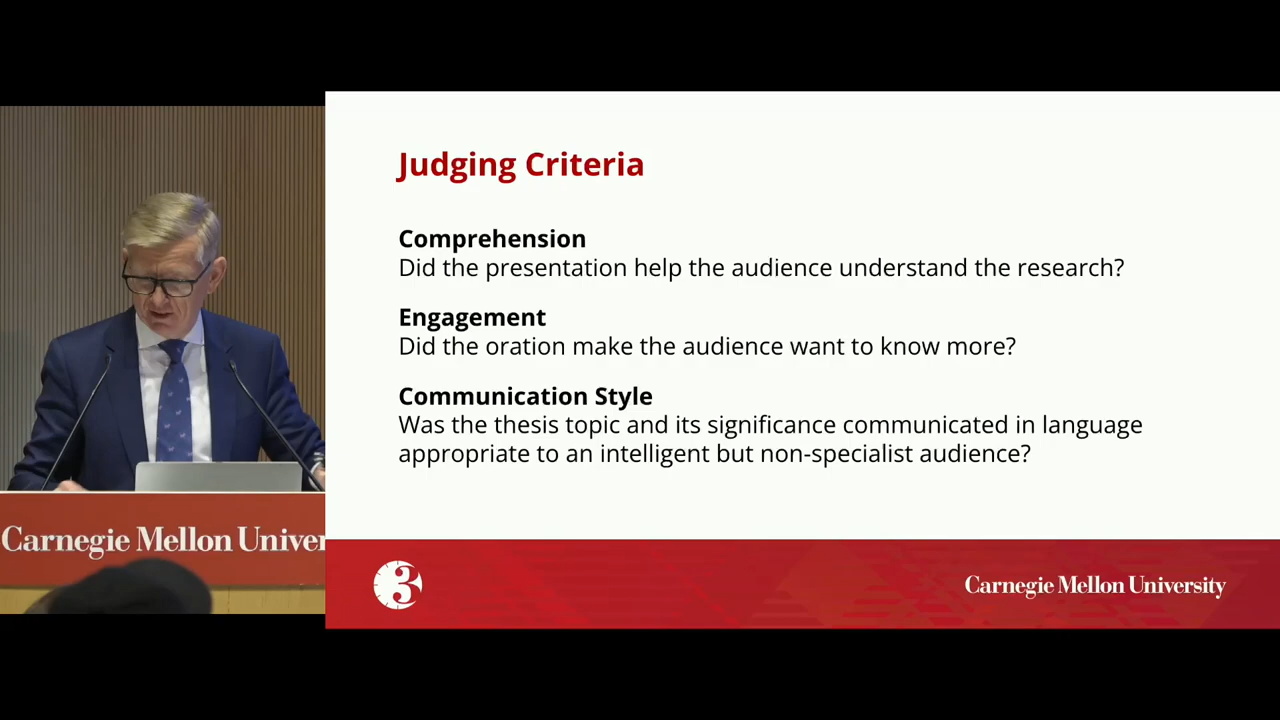 Judging Criteria
Comprehension
Did the presentation help the audience understand the research?
Engagement
Did the oration make the audience want to know more?
Communication Style
Was the thesis topic and its significance communicated in language
appropriate to an intelligent but non-specialist audience?
Carnegie Mellon Univer
3
Carnegie Mellon University